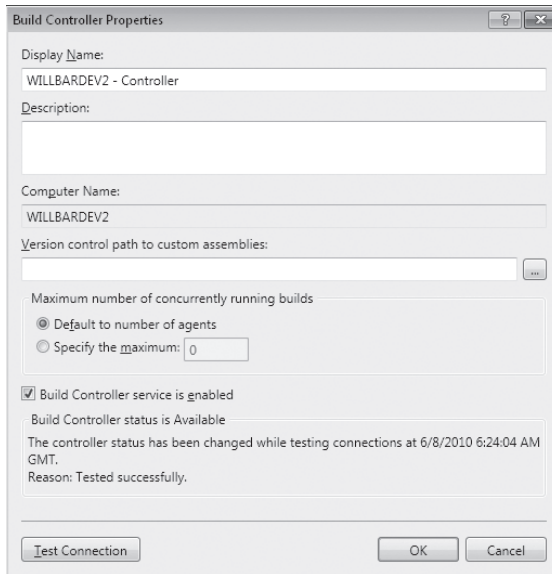 Build Controller Properties
Display Name:
WILLBARDEV2 - Controller
Description:
Computer Name:
WILLBARDEV2
Version control path to custom assemblies:
...
Maximum number of concurrently running builds
Default to number of agents
Specify the maximum: 0
Build Controller service is enabled
Build Controller status is Available
The controller status has been changed while testing connections at 6/8/2010 6:24:04 AM
GMT.
Reason: Tested successfully.
Test Connection OK Cancel